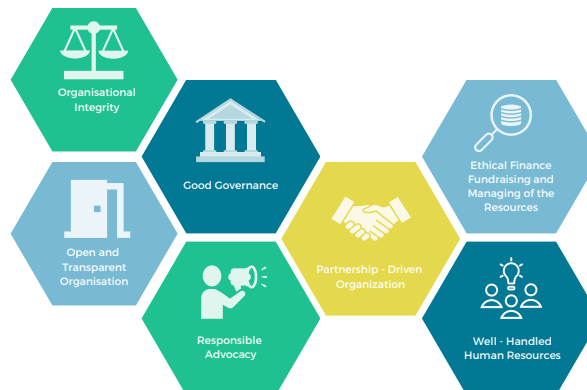 Organisational
Integrity
Good Governance
Ethical Finance
Fundraising and
Managing of the
Resources
Open and
Transparent
Organisation
Partnership - Driven
Organization
Responsible
Advocacy
Well - Handled
Human Resources